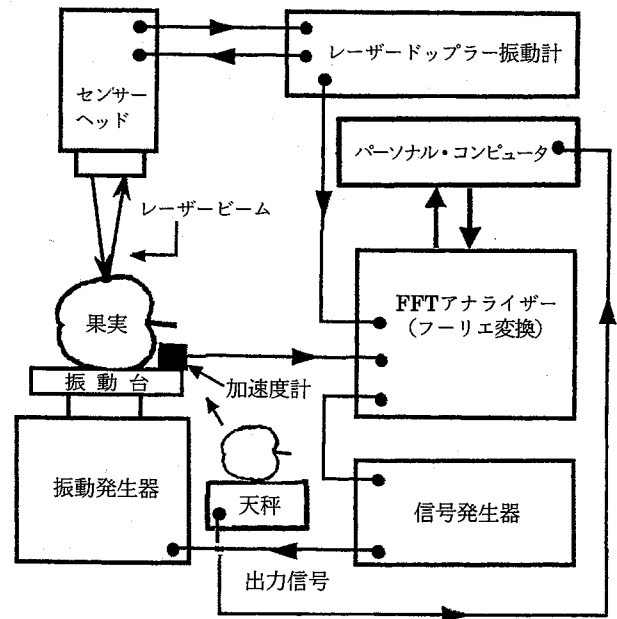 レーザードップラー振動計
センサー
ヘッド
パーソナル・コンピュータ
レーザービーム
FFTアナライザー
（フーリエ変換）
果実
振動台
加速度計
振動発生器
天秤
信号発生器
出力信号